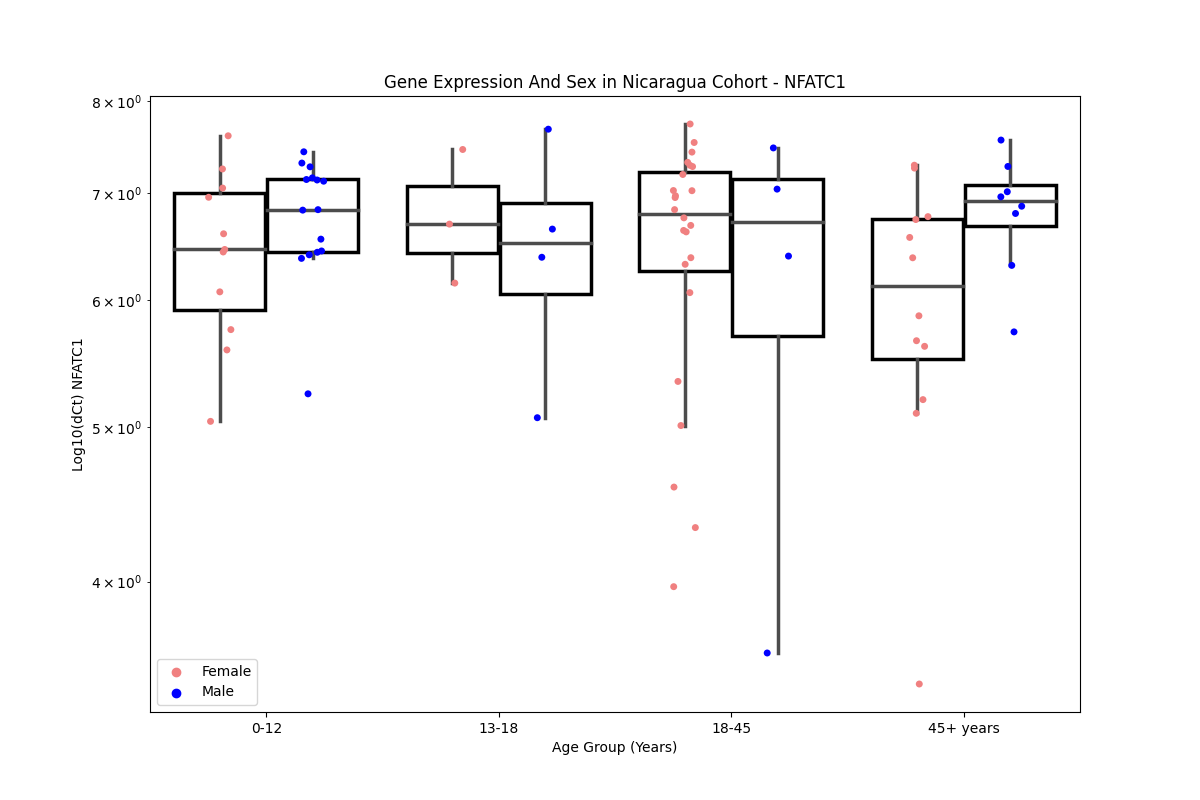 Gene Expression And Sex in Nicaragua Cohort - NFATC1
8 × 10⁰
7 × 10⁰
6 × 10⁰
5 × 10⁰
4 × 10⁰
Log10(dCt) NFATC1
Female
Male
0-12
13-18
18-45
45+ years
Age Group (Years)